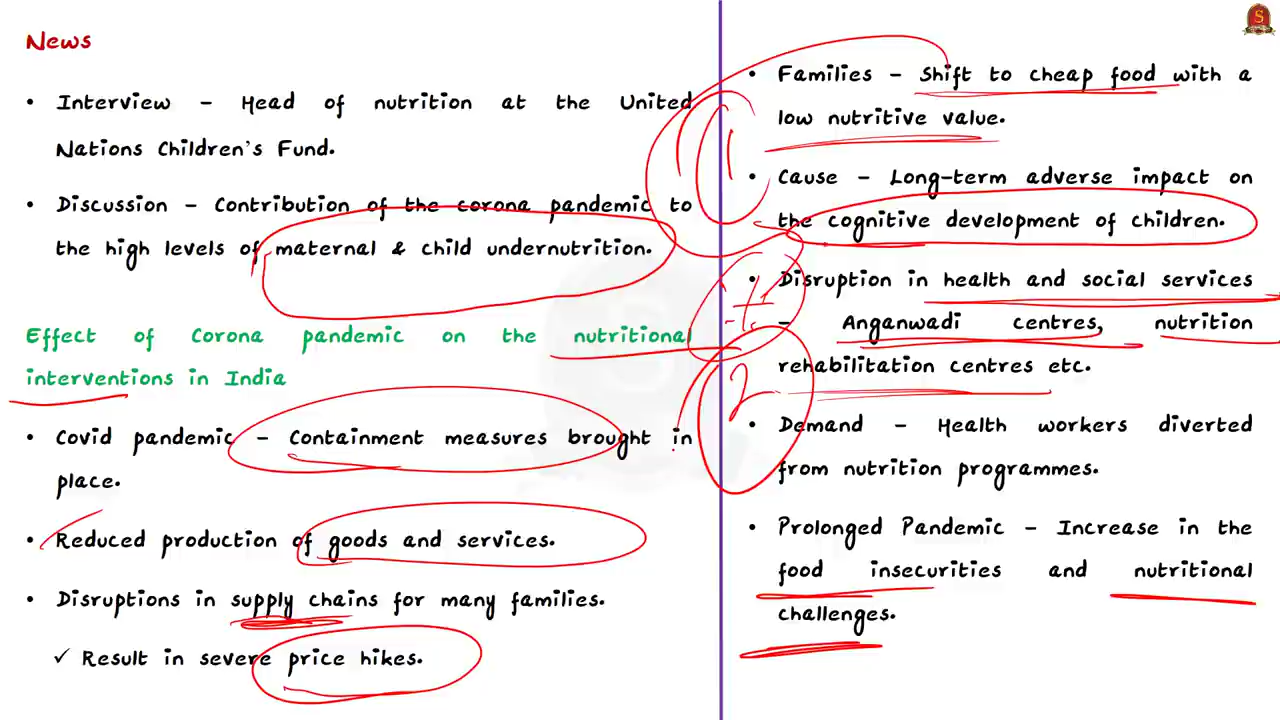 News
• Interview – Head of nutrition at the United
Nations Children's Fund.
• Discussion – Contribution of the corona pandemic to
the high levels of maternal & child undernutrition.
Effect of Corona pandemic on the nutritional
interventions in India
• Covid pandemic – Containment measures brought in
place.
• Reduced production of goods and services.
• Disruptions in supply chains for many families.
✓ Result in severe price hikes.
• Families – Shift to cheap food with a
low nutritive value.
• Cause – Long-term adverse impact on
the cognitive development of children.
• Disruption in health and social services
– Anganwadi centres, nutrition
rehabilitation centres etc.
• Demand – Health workers diverted
from nutrition programmes.
• Prolonged Pandemic – Increase in the
food insecurities and nutritional
challenges.
1
2